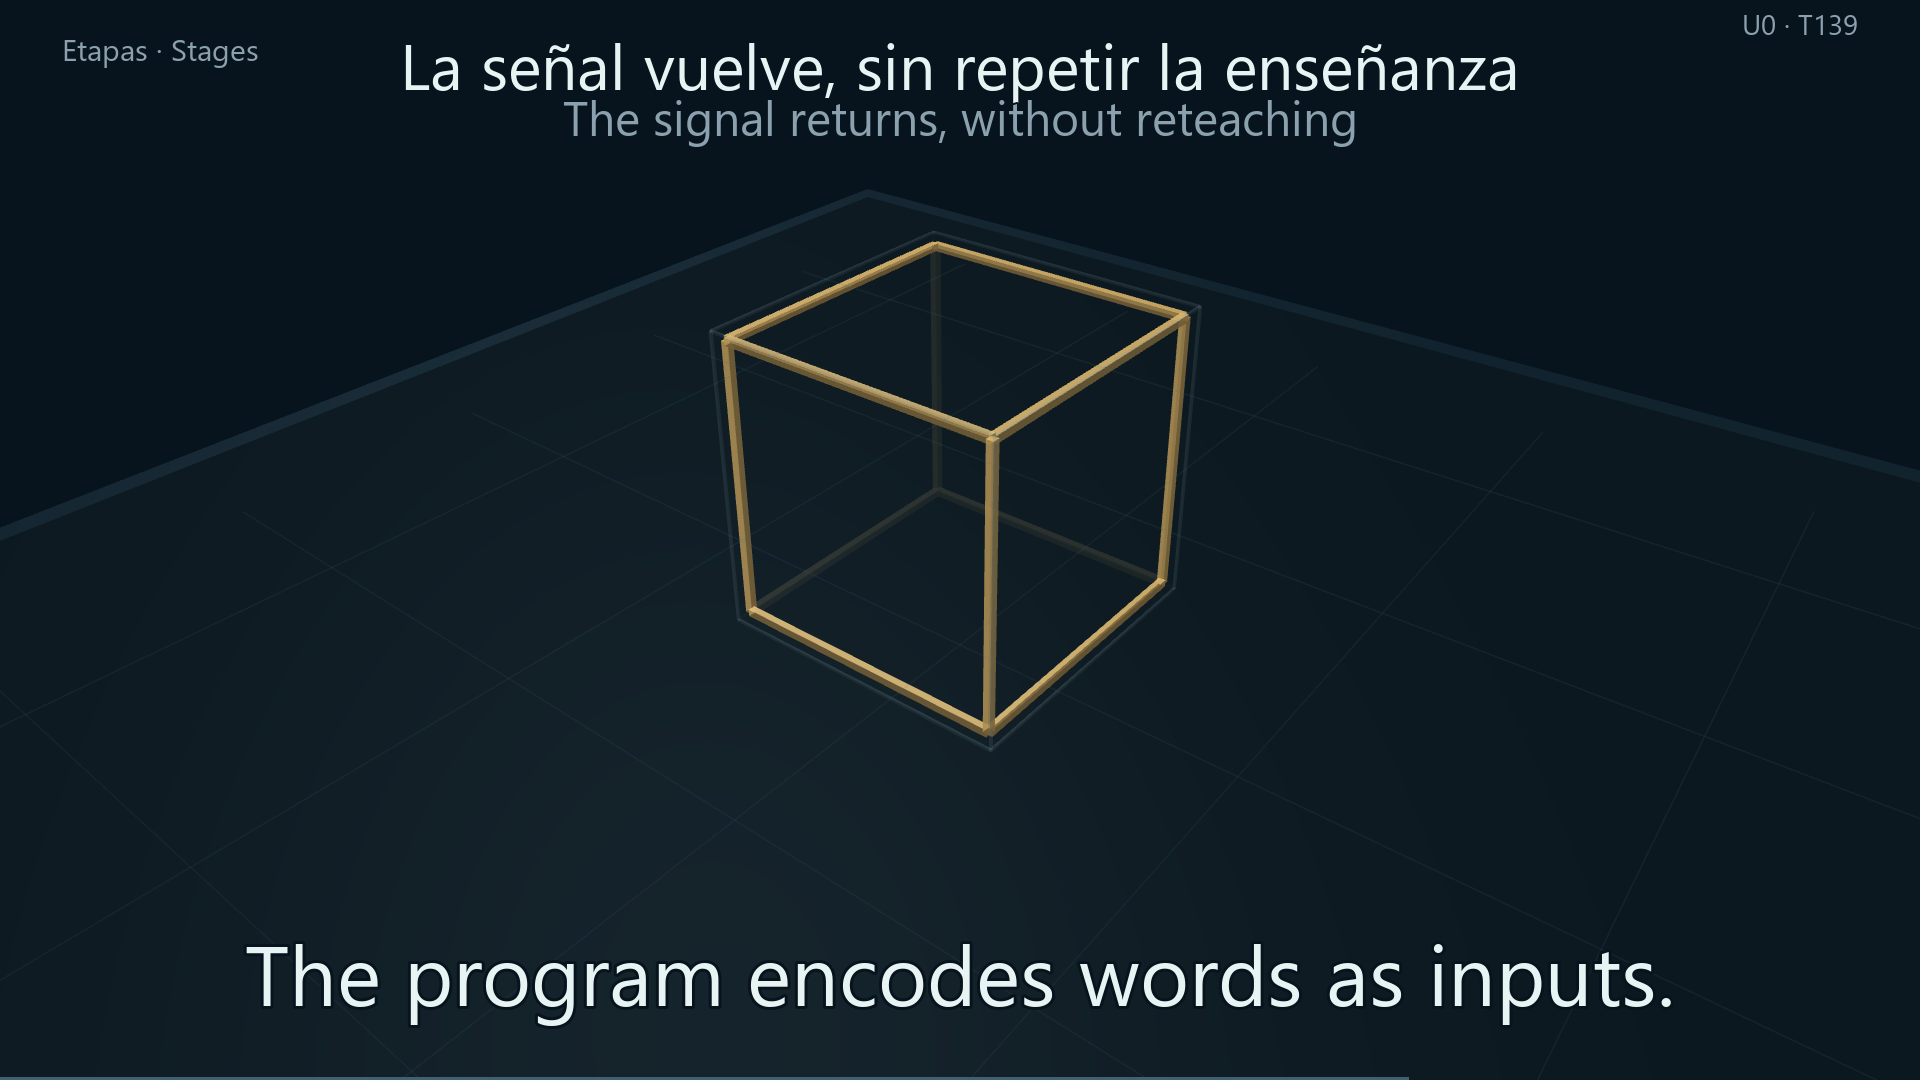 Etapas · Stages
U0 · T139
La señal vuelve, sin repetir la enseñanza
The signal returns, without reteaching
The program encodes words as inputs.